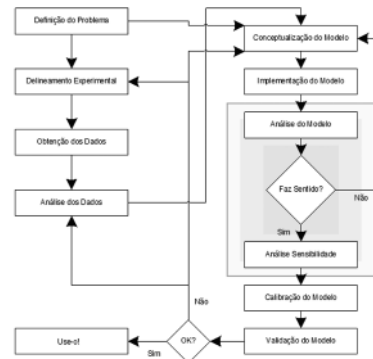 Definição do Problema
Conceptualização do Modelo
Delineamento Experimental
Implementação do Modelo
Obtenção dos Dados
Análise do Modelo
Análise dos Dados
Faz Sentido?
Não
Sim
Análise Sensibilidade
Calibração do Modelo
Não
Use-o!
Sim
OK?
Validação do Modelo